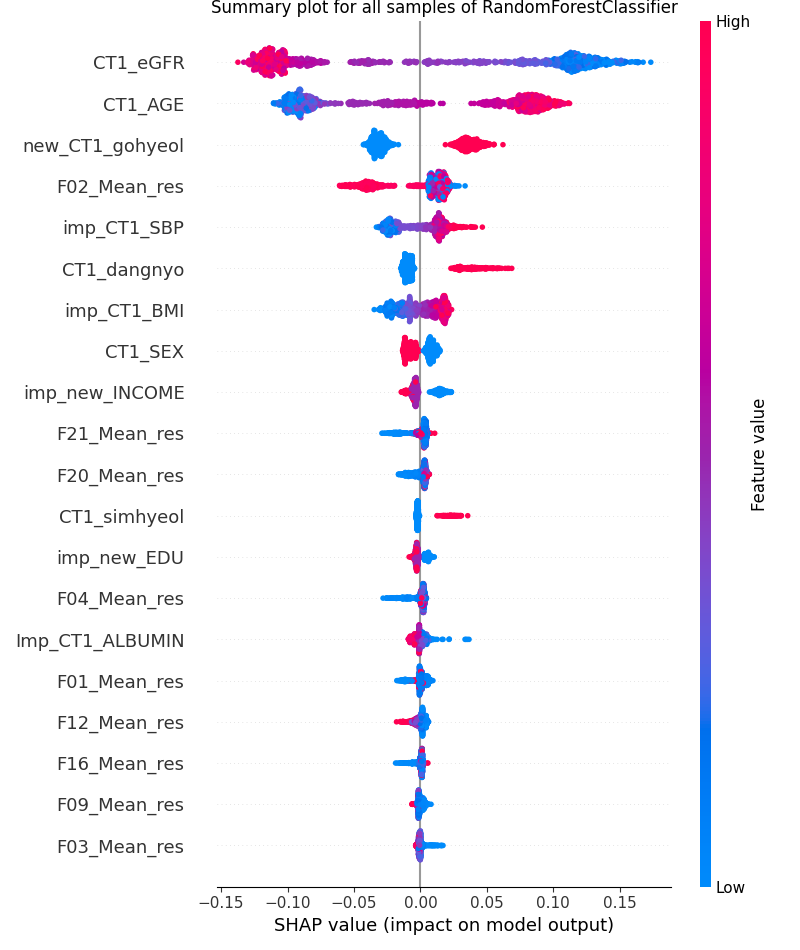 Summary plot for all samples of RandomForestClassifier
High
CT1_eGFR
CT1_AGE
new_CT1_gohyeol
F02_Mean_res
imp_CT1_SBP
CT1_dangnyo
imp_CT1_BMI
CT1_SEX
imp_new_INCOME
F21_Mean_res
F20_Mean_res
CT1_simhyeol
imp_new_EDU
F04_Mean_res
Imp_CT1_ALBUMIN
F01_Mean_res
F12_Mean_res
F16_Mean_res
F09_Mean_res
F03_Mean_res
Feature value
Low
−0.15 −0.10 −0.05 0.00 0.05 0.10 0.15
SHAP value (impact on model output)